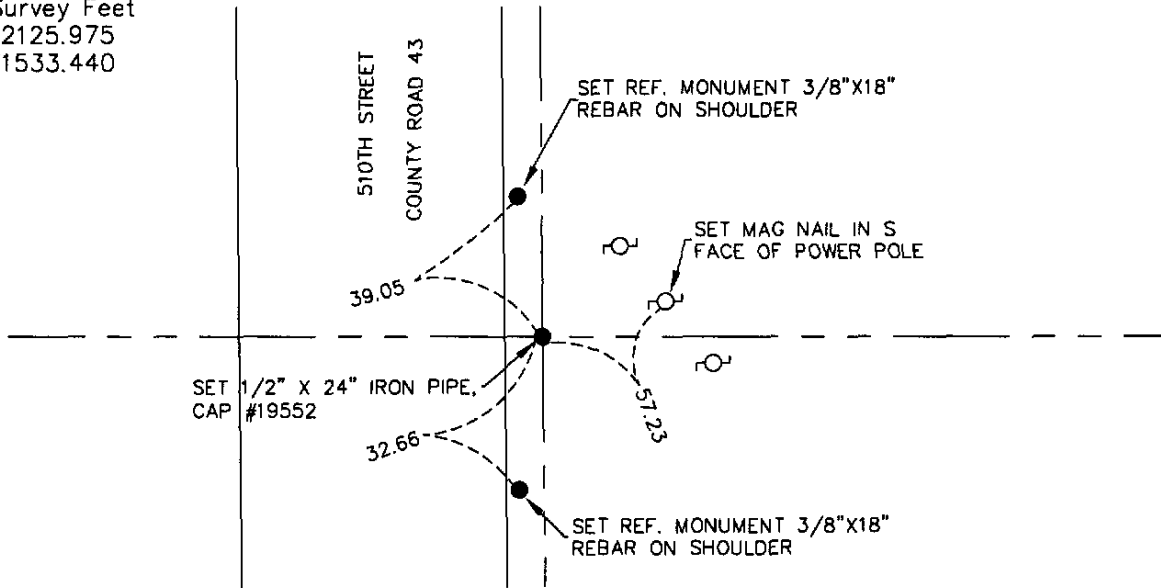 Survey Feet
2125.975
1533.440
510TH STREET
COUNTY ROAD 43
SET REF. MONUMENT 3/8"X18"
REBAR ON SHOULDER
SET MAG NAIL IN S
FACE OF POWER POLE
39.05
SET 1/2" X 24" IRON PIPE,
CAP #19552
57.23
32.66
SET REF. MONUMENT 3/8"X18"
REBAR ON SHOULDER